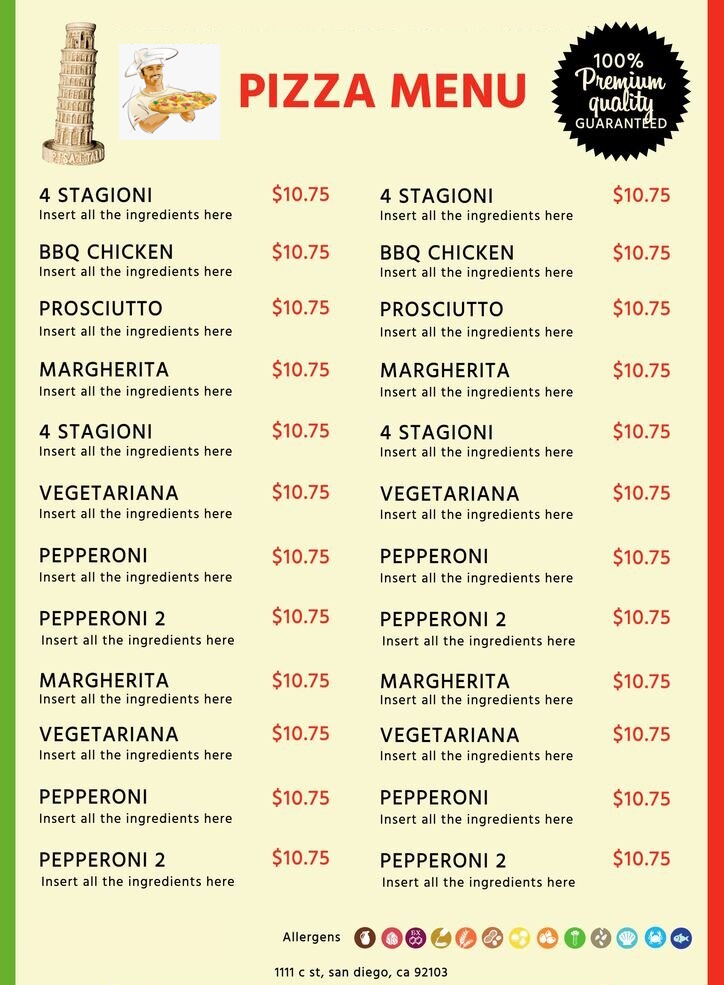 PIZZA MENU
100%
Premium
quality
GUARANTEED
4 STAGIONI $10.75
Insert all the ingredients here
BBQ CHICKEN $10.75
Insert all the ingredients here
PROSCIUTTO $10.75
Insert all the ingredients here
MARGHERITA $10.75
Insert all the ingredients here
4 STAGIONI $10.75
Insert all the ingredients here
VEGETARIANA $10.75
Insert all the ingredients here
PEPPERONI $10.75
Insert all the ingredients here
PEPPERONI 2 $10.75
Insert all the ingredients here
MARGHERITA $10.75
Insert all the ingredients here
VEGETARIANA $10.75
Insert all the ingredients here
PEPPERONI $10.75
Insert all the ingredients here
PEPPERONI 2 $10.75
Insert all the ingredients here
4 STAGIONI $10.75
Insert all the ingredients here
BBQ CHICKEN $10.75
Insert all the ingredients here
PROSCIUTTO $10.75
Insert all the ingredients here
MARGHERITA $10.75
Insert all the ingredients here
4 STAGIONI $10.75
Insert all the ingredients here
VEGETARIANA $10.75
Insert all the ingredients here
PEPPERONI $10.75
Insert all the ingredients here
PEPPERONI 2 $10.75
Insert all the ingredients here
MARGHERITA $10.75
Insert all the ingredients here
VEGETARIANA $10.75
Insert all the ingredients here
PEPPERONI $10.75
Insert all the ingredients here
PEPPERONI 2 $10.75
Insert all the ingredients here
Allergens
1111 c st, san diego, ca 92103